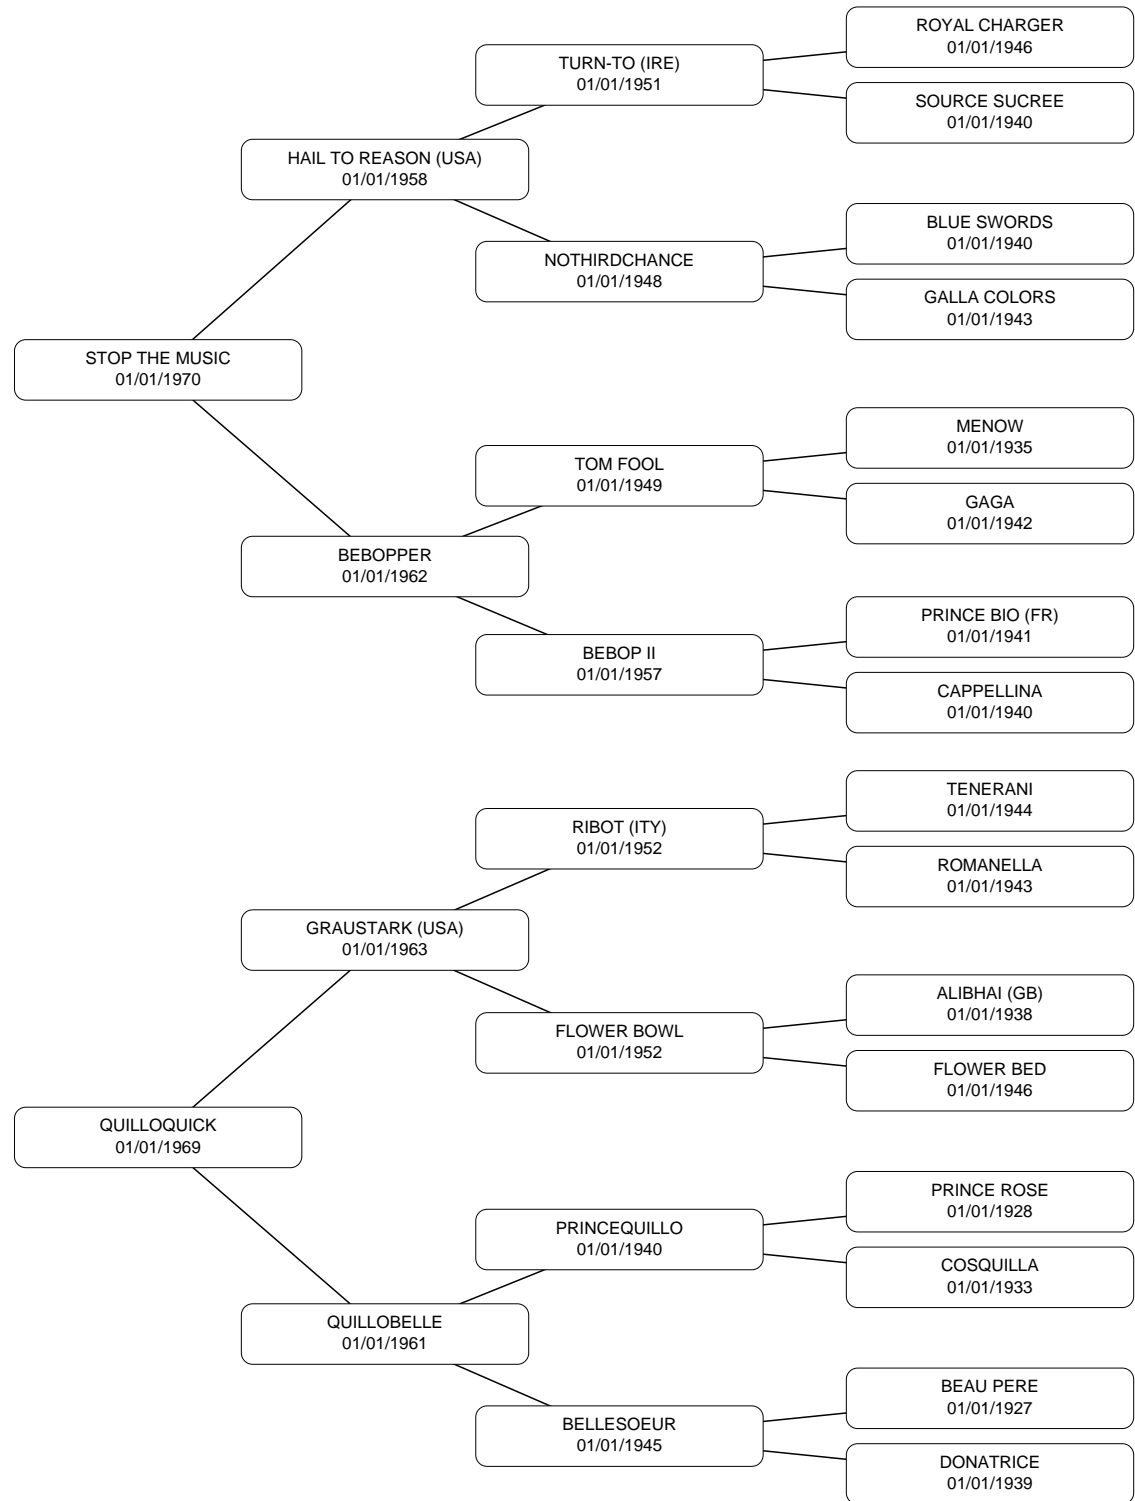 ROYAL CHARGER
01/01/1946
TURN-TO (IRE)
01/01/1951
SOURCE SUCREE
01/01/1940
HAIL TO REASON (USA)
01/01/1958
BLUE SWORDS
01/01/1940
NOTHIRDCHANCE
01/01/1948
GALLA COLORS
01/01/1943
STOP THE MUSIC
01/01/1970
MENOW
01/01/1935
TOM FOOL
01/01/1949
GAGA
01/01/1942
BEBOPPER
01/01/1962
PRINCE BIO (FR)
01/01/1941
BEBOP II
01/01/1957
CAPPELLINA
01/01/1940
TENERANI
01/01/1944
RIBOT (ITY)
01/01/1952
ROMANELLA
01/01/1943
GRAUSTARK (USA)
01/01/1963
ALIBHAI (GB)
01/01/1938
FLOWER BOWL
01/01/1952
FLOWER BED
01/01/1946
QUILLOQUICK
01/01/1969
PRINCE ROSE
01/01/1928
PRINCEQUILLO
01/01/1940
COSQUILLA
01/01/1933
QUILLOBELLE
01/01/1961
BEAU PERE
01/01/1927
BELLESOEUR
01/01/1945
DONATRICE
01/01/1939